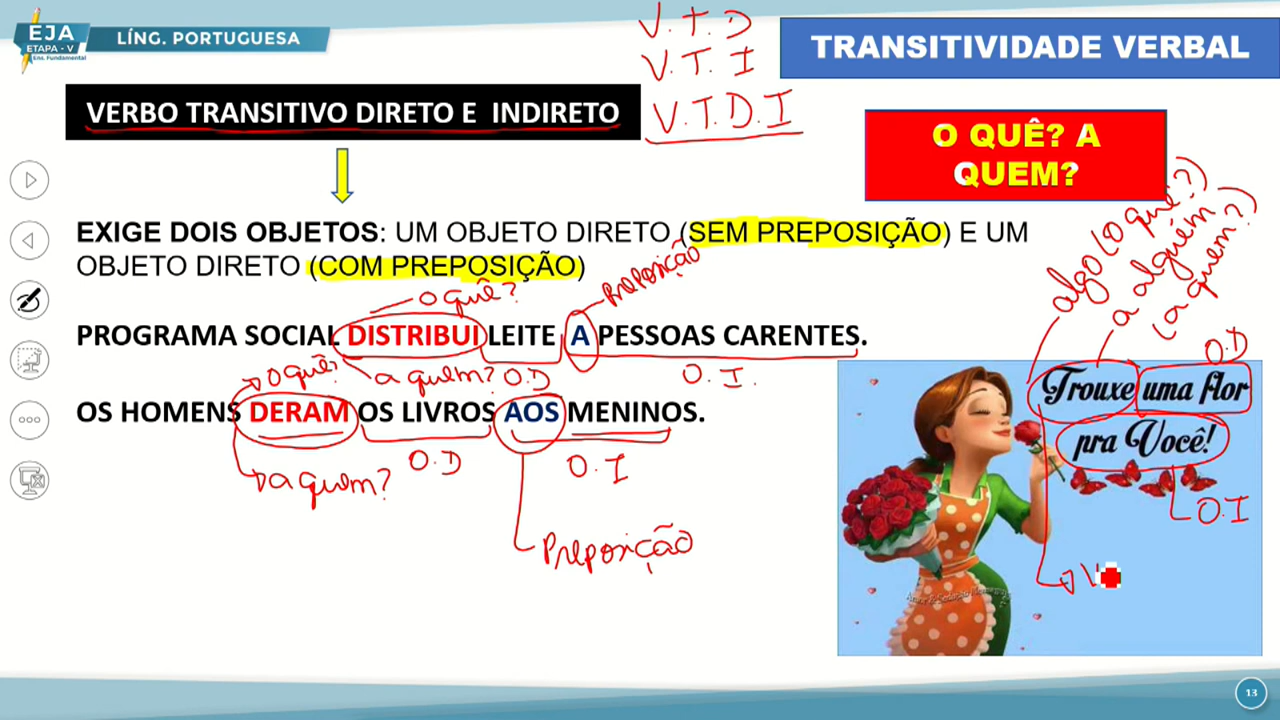 EJA
ETAPA - V
Ens. Fundamental
LÍNG. PORTUGUESA
V.T.D
V.T.I
V.T.D.I
TRANSITIVIDADE VERBAL
VERBO TRANSITIVO DIRETO E INDIRETO
O QUÊ? A
QUEM?
EXIGE DOIS OBJETOS: UM OBJETO DIRETO (SEM PREPOSIÇÃO) E UM
OBJETO DIRETO (COM PREPOSIÇÃO)
o quê?
Preposição
PROGRAMA SOCIAL DISTRIBUI LEITE A PESSOAS CARENTES.
o quê?
a quem?
O.D
O.I.
OS HOMENS DERAM OS LIVROS AOS MENINOS.
a quem?
O.D
O.I
Preposição
algo (o quê?)
a alguém
(a quem?)
O.D
Trouxe uma flor
pra Você!
O.I
V
13